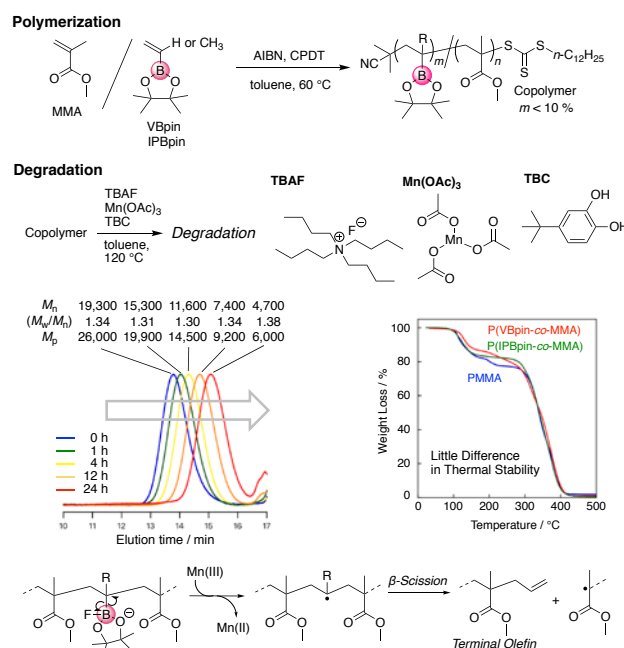 Polymerization
H or CH3
B
O O
O
O
MMA
VBpin
IPBpin
AIBN, CPDT
toluene, 60 °C
NC
R
m
n
B
O O
O
O
S
S
S
n-C12H25
Copolymer
m < 10 %
Degradation
Copolymer
TBAF
Mn(OAc)3
TBC
toluene,
120 °C
Degradation
TBAF
F⊖
N
⊕
Mn(OAc)3
O
O
Mn
O
O
O
O
TBC
OH
OH
Mn 19,300 15,300 11,600 7,400 4,700
(Mw/Mn) 1.34 1.31 1.30 1.34 1.38
Mp 26,000 19,900 14,500 9,200 6,000
0 h
1 h
4 h
12 h
24 h
10 11 12 13 14 15 16 17
Elution time / min
Weight Loss / %
100
80
60
40
20
0
P(VBpin-co-MMA)
P(IPBpin-co-MMA)
PMMA
Little Difference
in Thermal Stability
0 100 200 300 400 500
Temperature / °C
R
F B ⊖
O O
O
O
O
O
Mn(III)
Mn(II)
R
O
O
O
O
β-Scission
O
O
Terminal Olefin
+
O
O